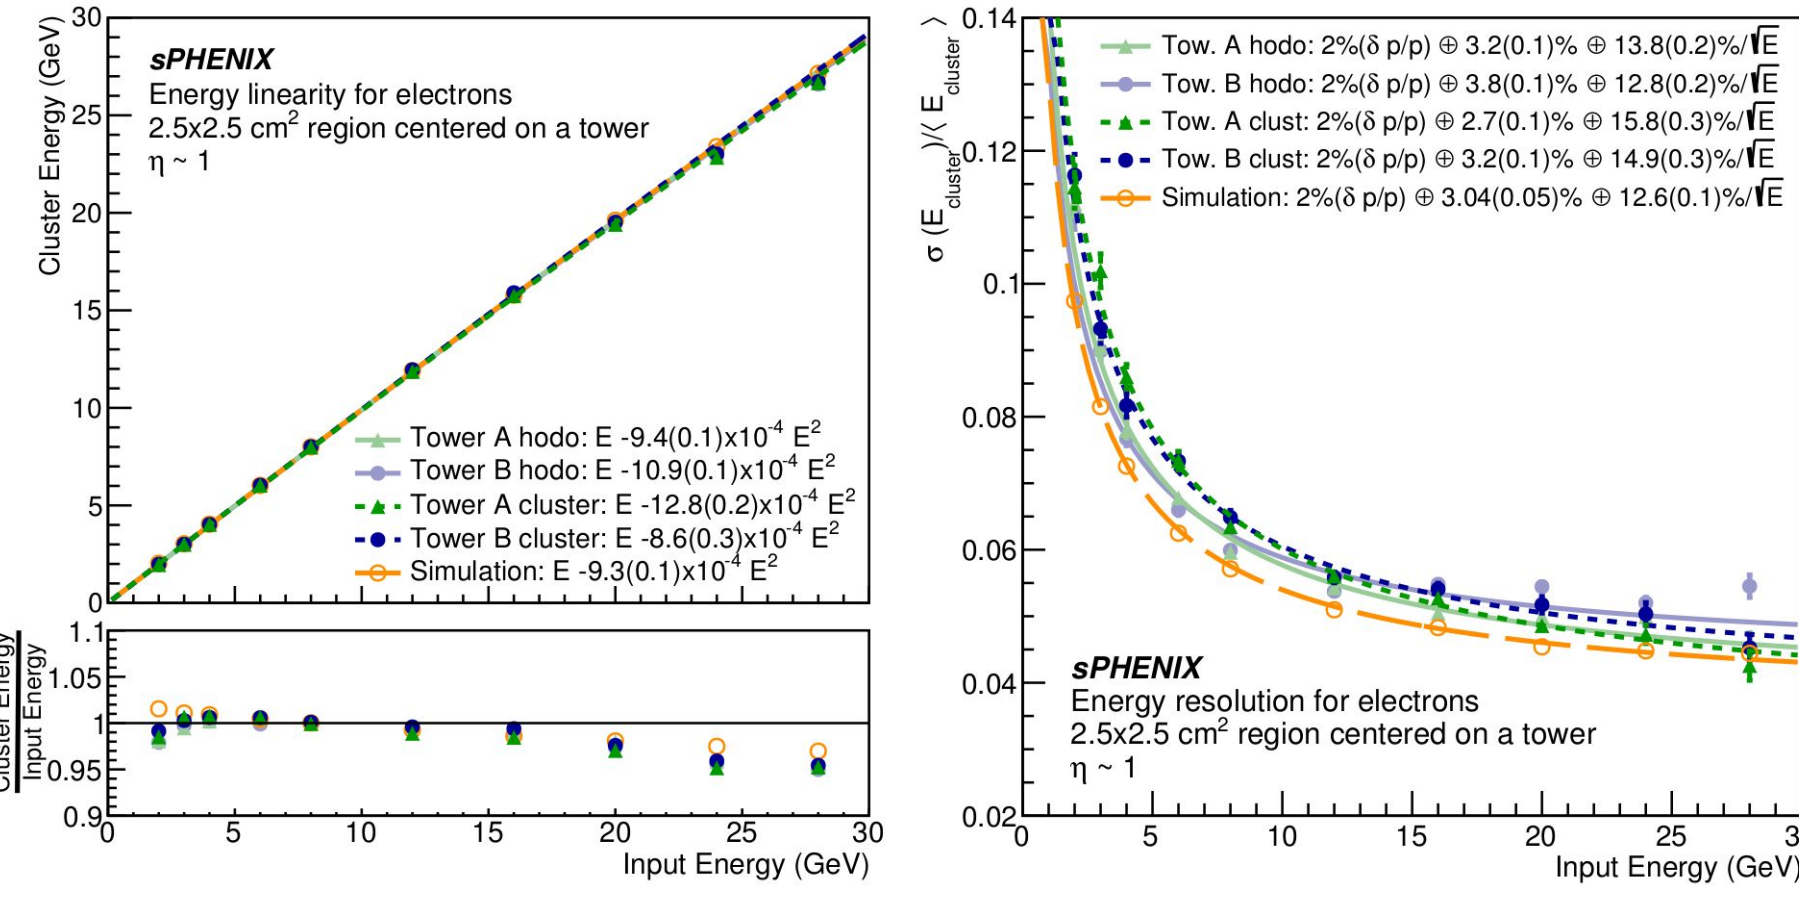 30
25
20
15
10
5
0
Cluster Energy (GeV)
sPHENIX
Energy linearity for electrons
2.5x2.5 cm² region centered on a tower
η ~ 1
Tower A hodo: E -9.4(0.1)x10⁻⁴ E²
Tower B hodo: E -10.9(0.1)x10⁻⁴ E²
Tower A cluster: E -12.8(0.2)x10⁻⁴ E²
Tower B cluster: E -8.6(0.3)x10⁻⁴ E²
Simulation: E -9.3(0.1)x10⁻⁴ E²
1.1
1.05
1
0.95
0.9
Cluster Energy
Input Energy
0 5 10 15 20 25 30
Input Energy (GeV)
0.14
0.12
0.1
0.08
0.06
0.04
0.02
σ (E_cluster)/⟨ E_cluster ⟩
Tow. A hodo: 2%(δ p/p) ⊕ 3.2(0.1)% ⊕ 13.8(0.2)%/√E
Tow. B hodo: 2%(δ p/p) ⊕ 3.8(0.1)% ⊕ 12.8(0.2)%/√E
Tow. A clust: 2%(δ p/p) ⊕ 2.7(0.1)% ⊕ 15.8(0.3)%/√E
Tow. B clust: 2%(δ p/p) ⊕ 3.2(0.1)% ⊕ 14.9(0.3)%/√E
Simulation: 2%(δ p/p) ⊕ 3.04(0.05)% ⊕ 12.6(0.1)%/√E
sPHENIX
Energy resolution for electrons
2.5x2.5 cm² region centered on a tower
η ~ 1
0 5 10 15 20 25 3
Input Energy (GeV)